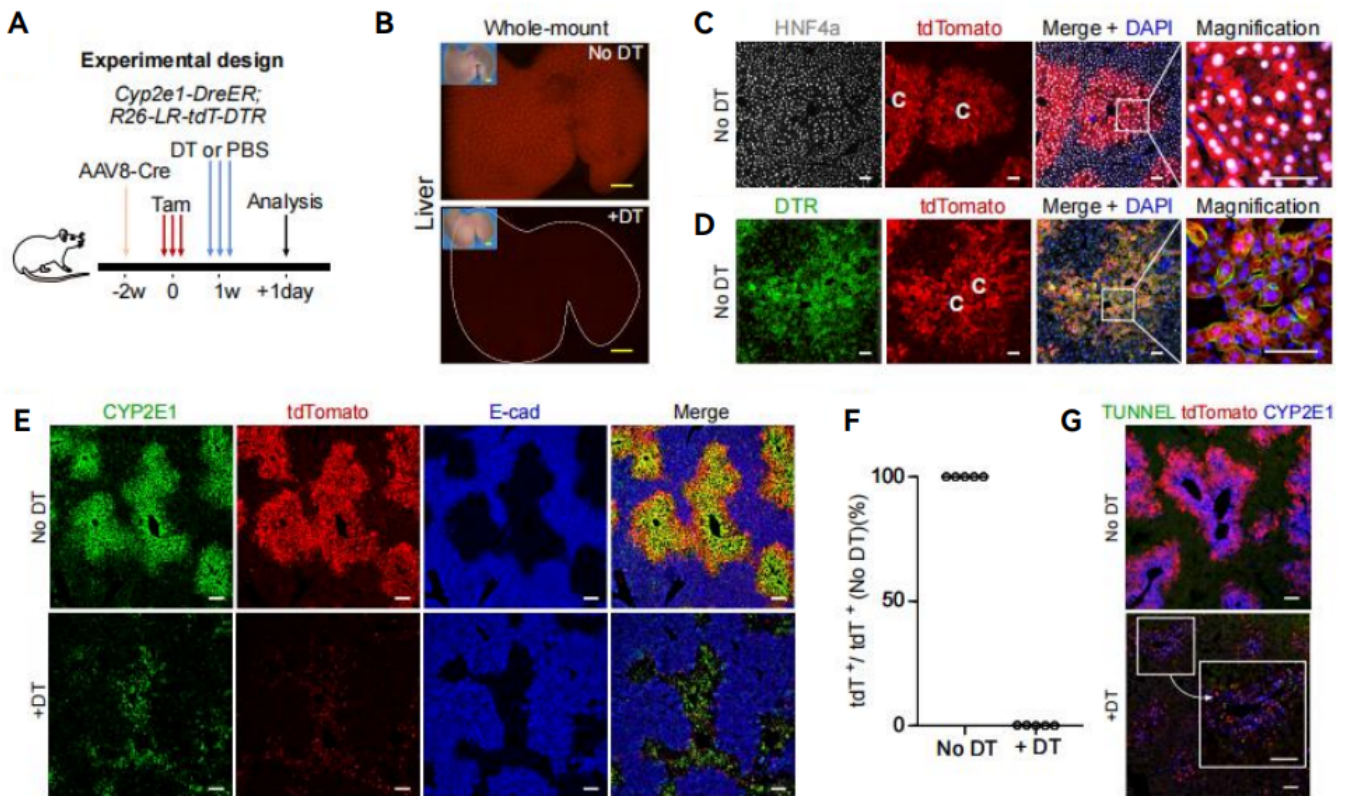 A
Experimental design
Cyp2e1-DreER;
R26-LR-tdT-DTR
DT or PBS
AAV8-Cre
Tam
Analysis
-2w 0 1w +1day
B
Whole-mount
No DT
+DT
Liver
C
HNF4a tdTomato Merge + DAPI Magnification
No DT
C C
D
DTR tdTomato Merge + DAPI Magnification
No DT
C C
E
CYP2E1 tdTomato E-cad Merge
No DT
+DT
F
tdT+/ tdT+ (No DT)(%)
100
50
0
No DT + DT
G
TUNNEL tdTomato CYP2E1
No DT
+DT